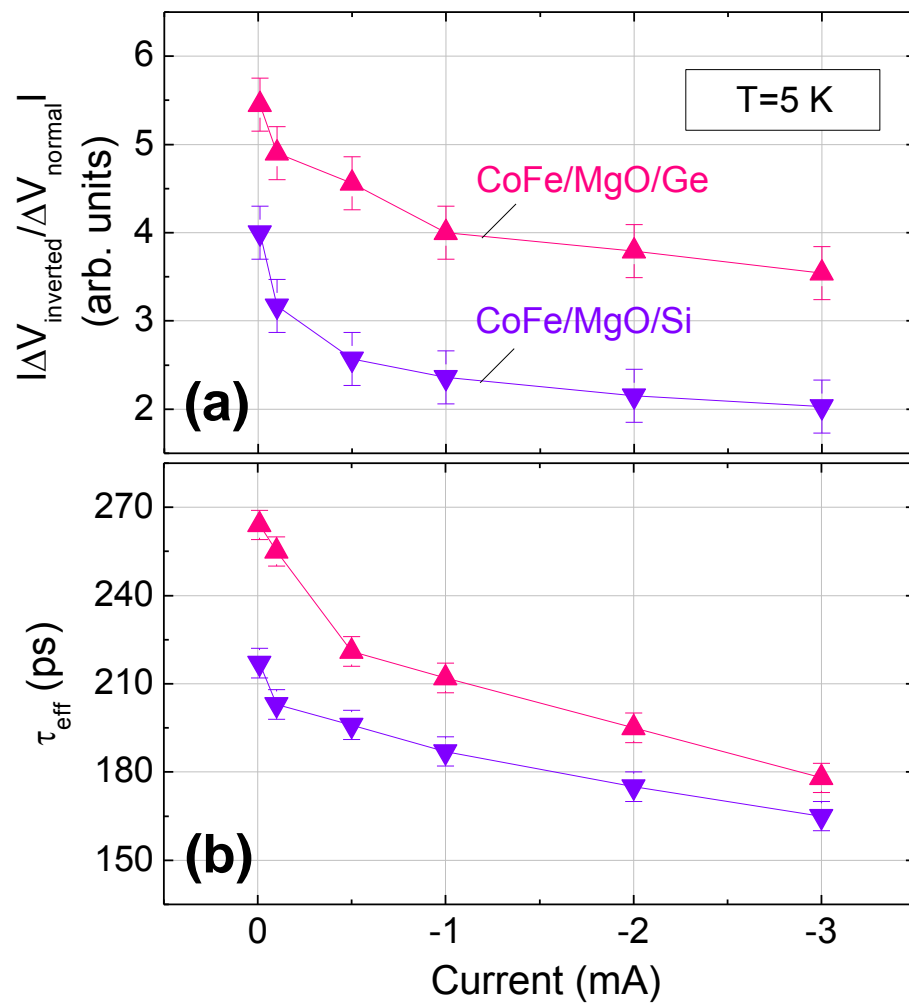 |ΔV_inverted/ΔV_normal|
(arb. units)
6
5
4
3
2
T=5 K
CoFe/MgO/Ge
CoFe/MgO/Si
(a)
τ_eff (ps)
270
240
210
180
150
(b)
0 -1 -2 -3
Current (mA)